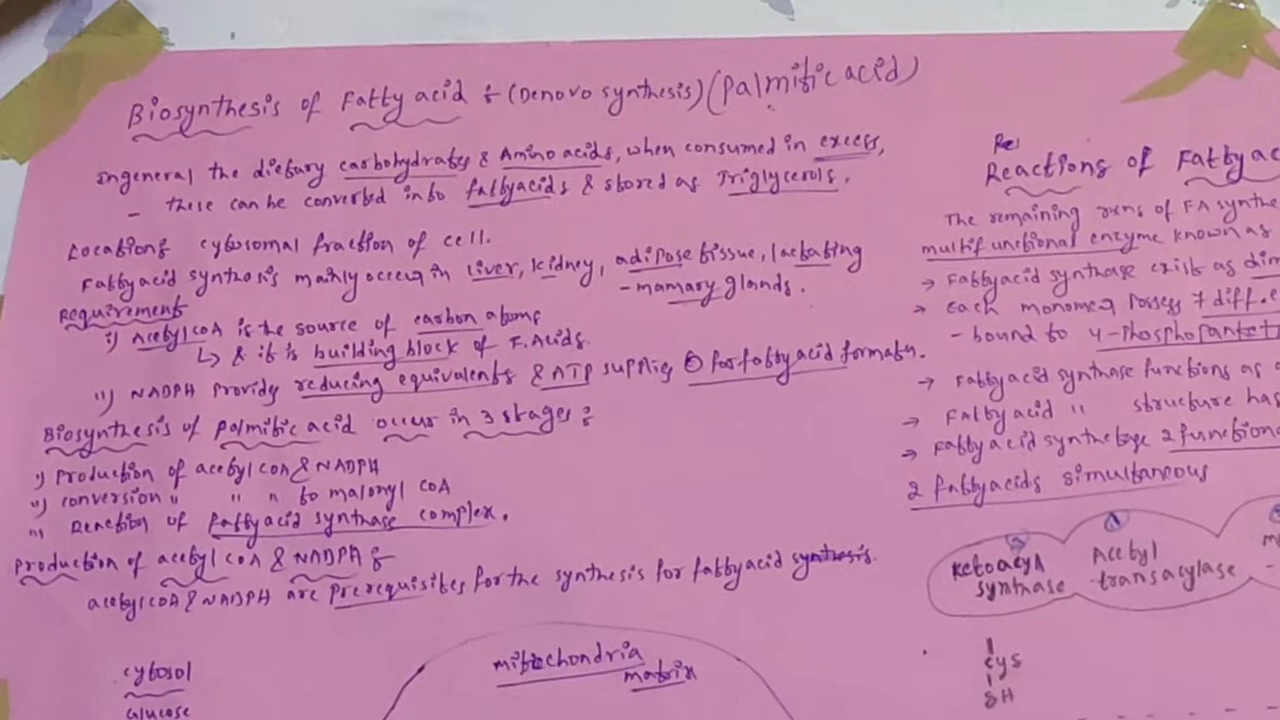 Biosynthesis of Fatty acid :- (Denovo synthesis) (palmitic acid)
Ingeneral the dietary carbohydrates & Amino acids, when consumed in excess,
- these can be converted into fattyacids & stored as Triglycerols.
Location :- cytosomal fraction of cell.
Fattyacid synthesis mainly occurs in liver, kidney, adipose tissue, lactating
- mamary glands.
Requirements
i) Acetyl coA is the source of carbon atoms
↳ & it is building block of F.Acids.
ii) NADPH provides reducing equivalents & ATP supplies for fatty acid formatn.
Biosynthesis of palmitic acid occur in 3 stages :-
i) Production of acetyl coA & NADPH
ii) conversion " " " to malonyl coA
iii) Reaction of fattyacid synthase complex.
Production of acetyl coA & NADPH :-
acetyl coA & NADPH are prerequisites for the synthesis for fattyacid synthesis.
cytosol
Glucose
mitochondria
matrix
Rea
Reactions of Fattyac
The remaining rxns of FA synthe
multifunctional enzyme known as
→ Fattyacid synthase exists as dim
→ Each monomer possess 7 diff. e
- bound to 4-Phosphopantet
→ Fattyacid synthase functions as a
→ Fattyacid " structure has
→ Fattyacid synthetase 2 function
2 fattyacids simultaneous
Ketoacyl
synthase
Acetyl
transacylase
cys
SH